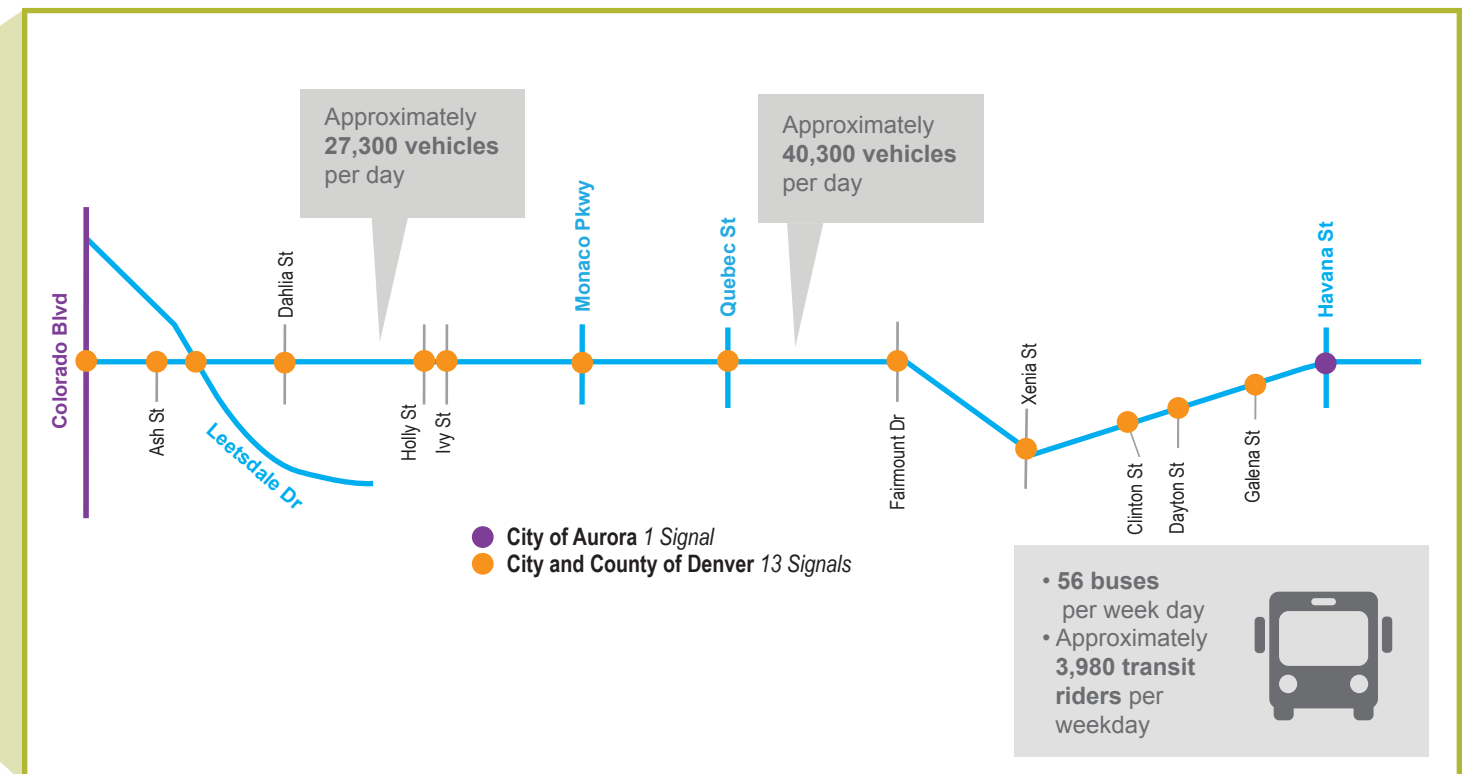 Approximately
27,300 vehicles
per day
Approximately
40,300 vehicles
per day
Colorado Blvd
Ash St
Leetsdale Dr
Dahlia St
Holly St
Ivy St
Monaco Pkwy
Quebec St
Fairmount Dr
Xenia St
Clinton St
Dayton St
Galena St
Havana St
City of Aurora 1 Signal
City and County of Denver 13 Signals
• 56 buses
per week day
• Approximately
3,980 transit
riders per
weekday